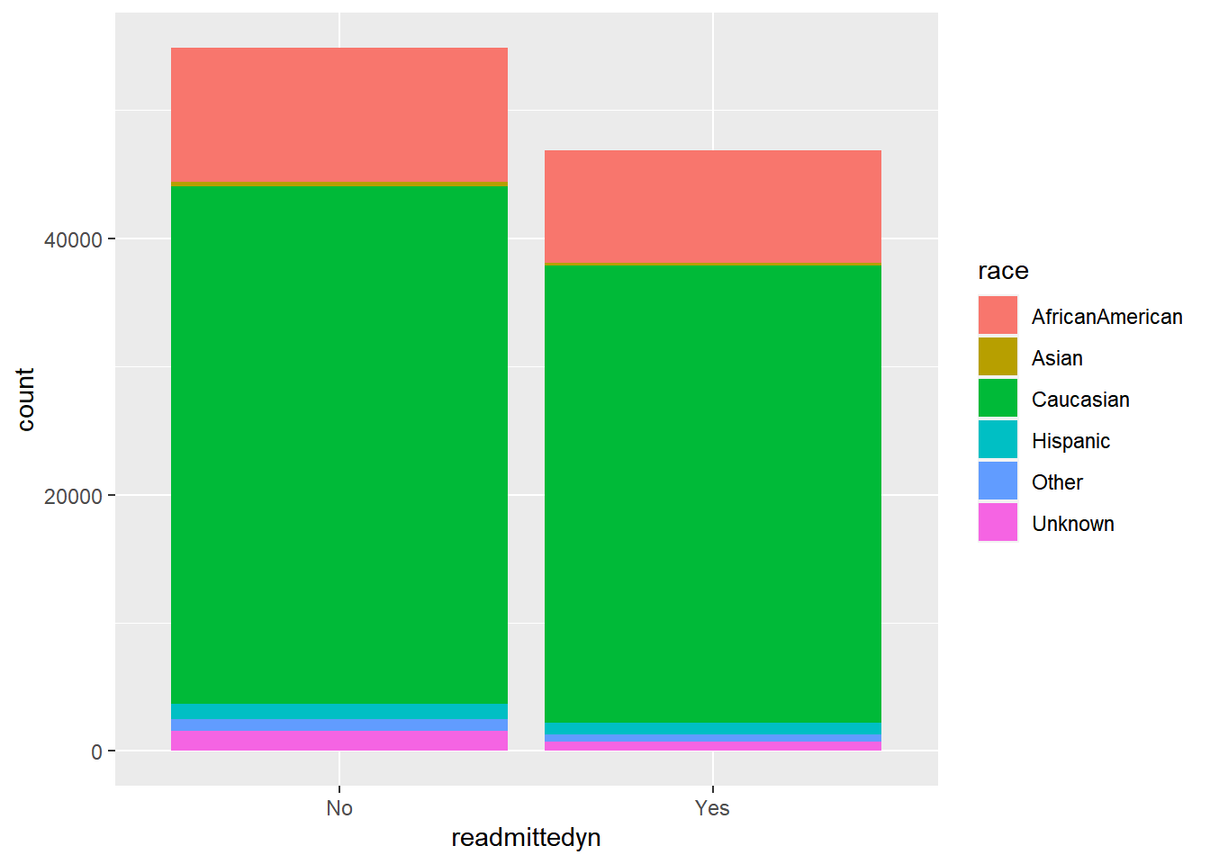 count
40000
20000
0
No
Yes
readmittedyn
race
AfricanAmerican
Asian
Caucasian
Hispanic
Other
Unknown